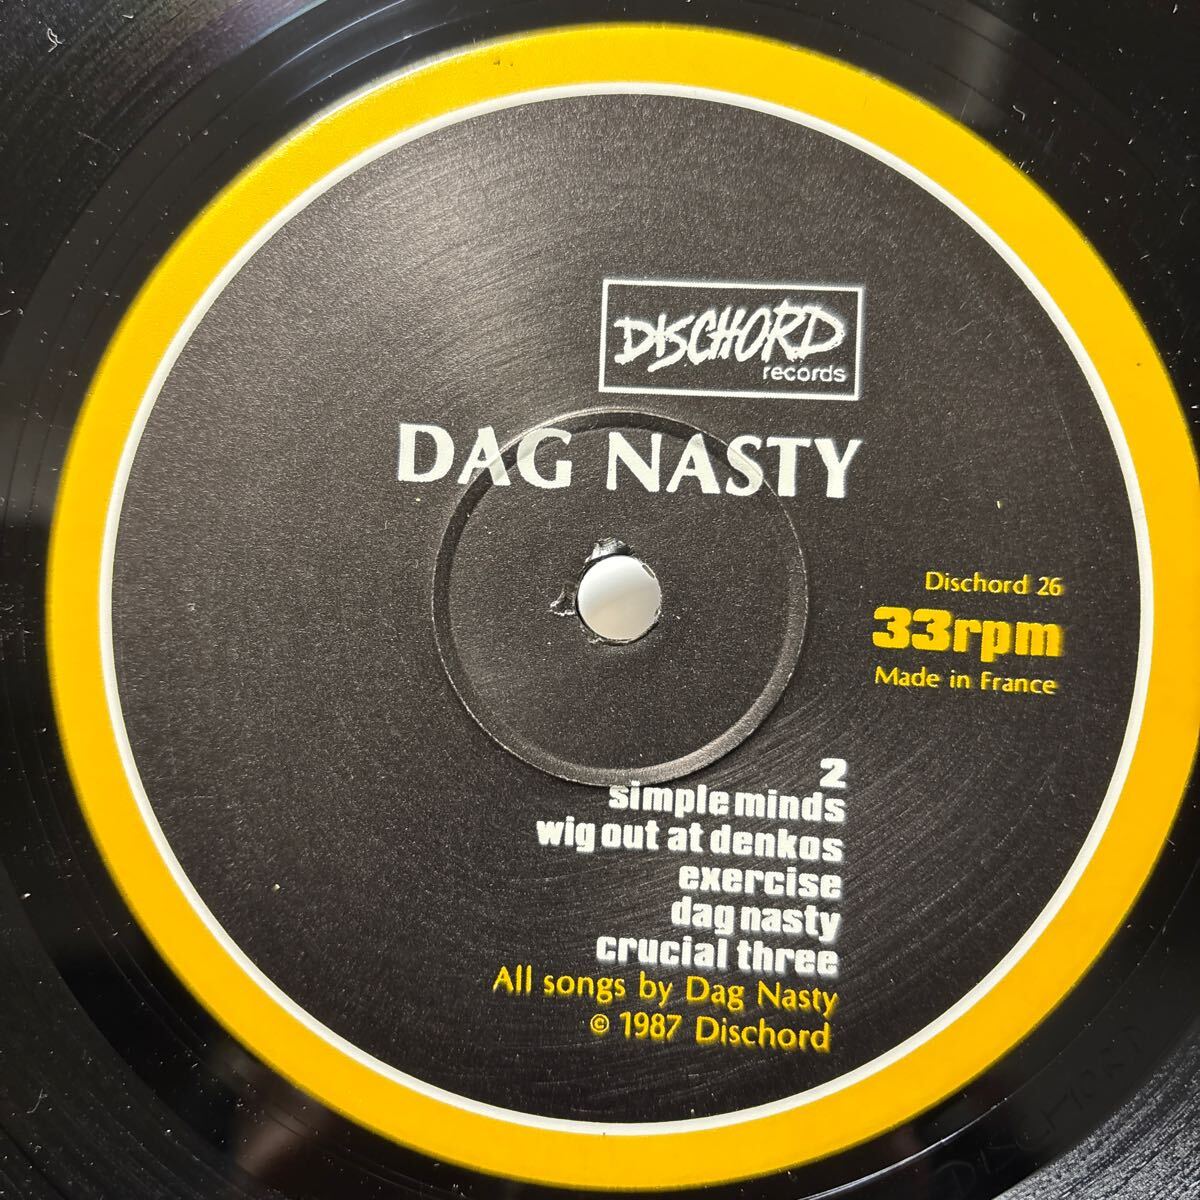 DISCHORD
records
DAG NASTY
Dischord 26
33rpm
Made in France
2
simple minds
wig out at denkos
exercise
dag nasty
crucial three
All songs by Dag Nasty
© 1987 Dischord
DISCHORD